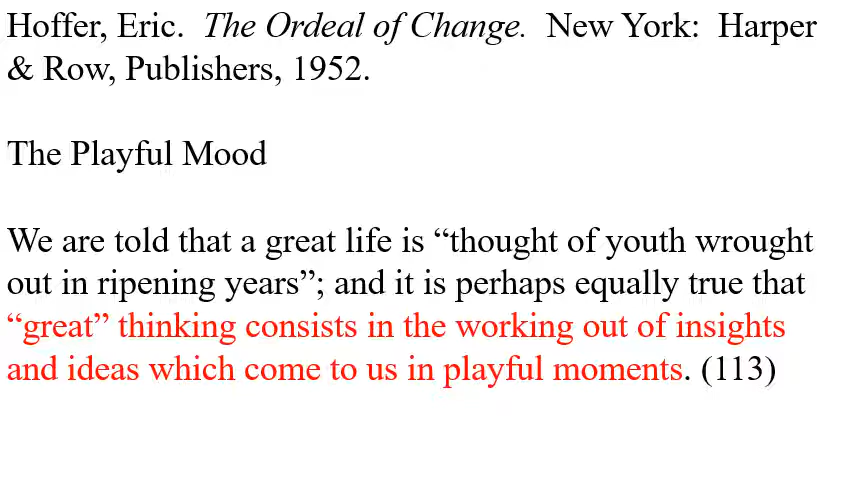 Hoffer, Eric.  The Ordeal of Change.  New York:  Harper
& Row, Publishers, 1952.
The Playful Mood
We are told that a great life is “thought of youth wrought
out in ripening years”; and it is perhaps equally true that
“great” thinking consists in the working out of insights
and ideas which come to us in playful moments. (113)